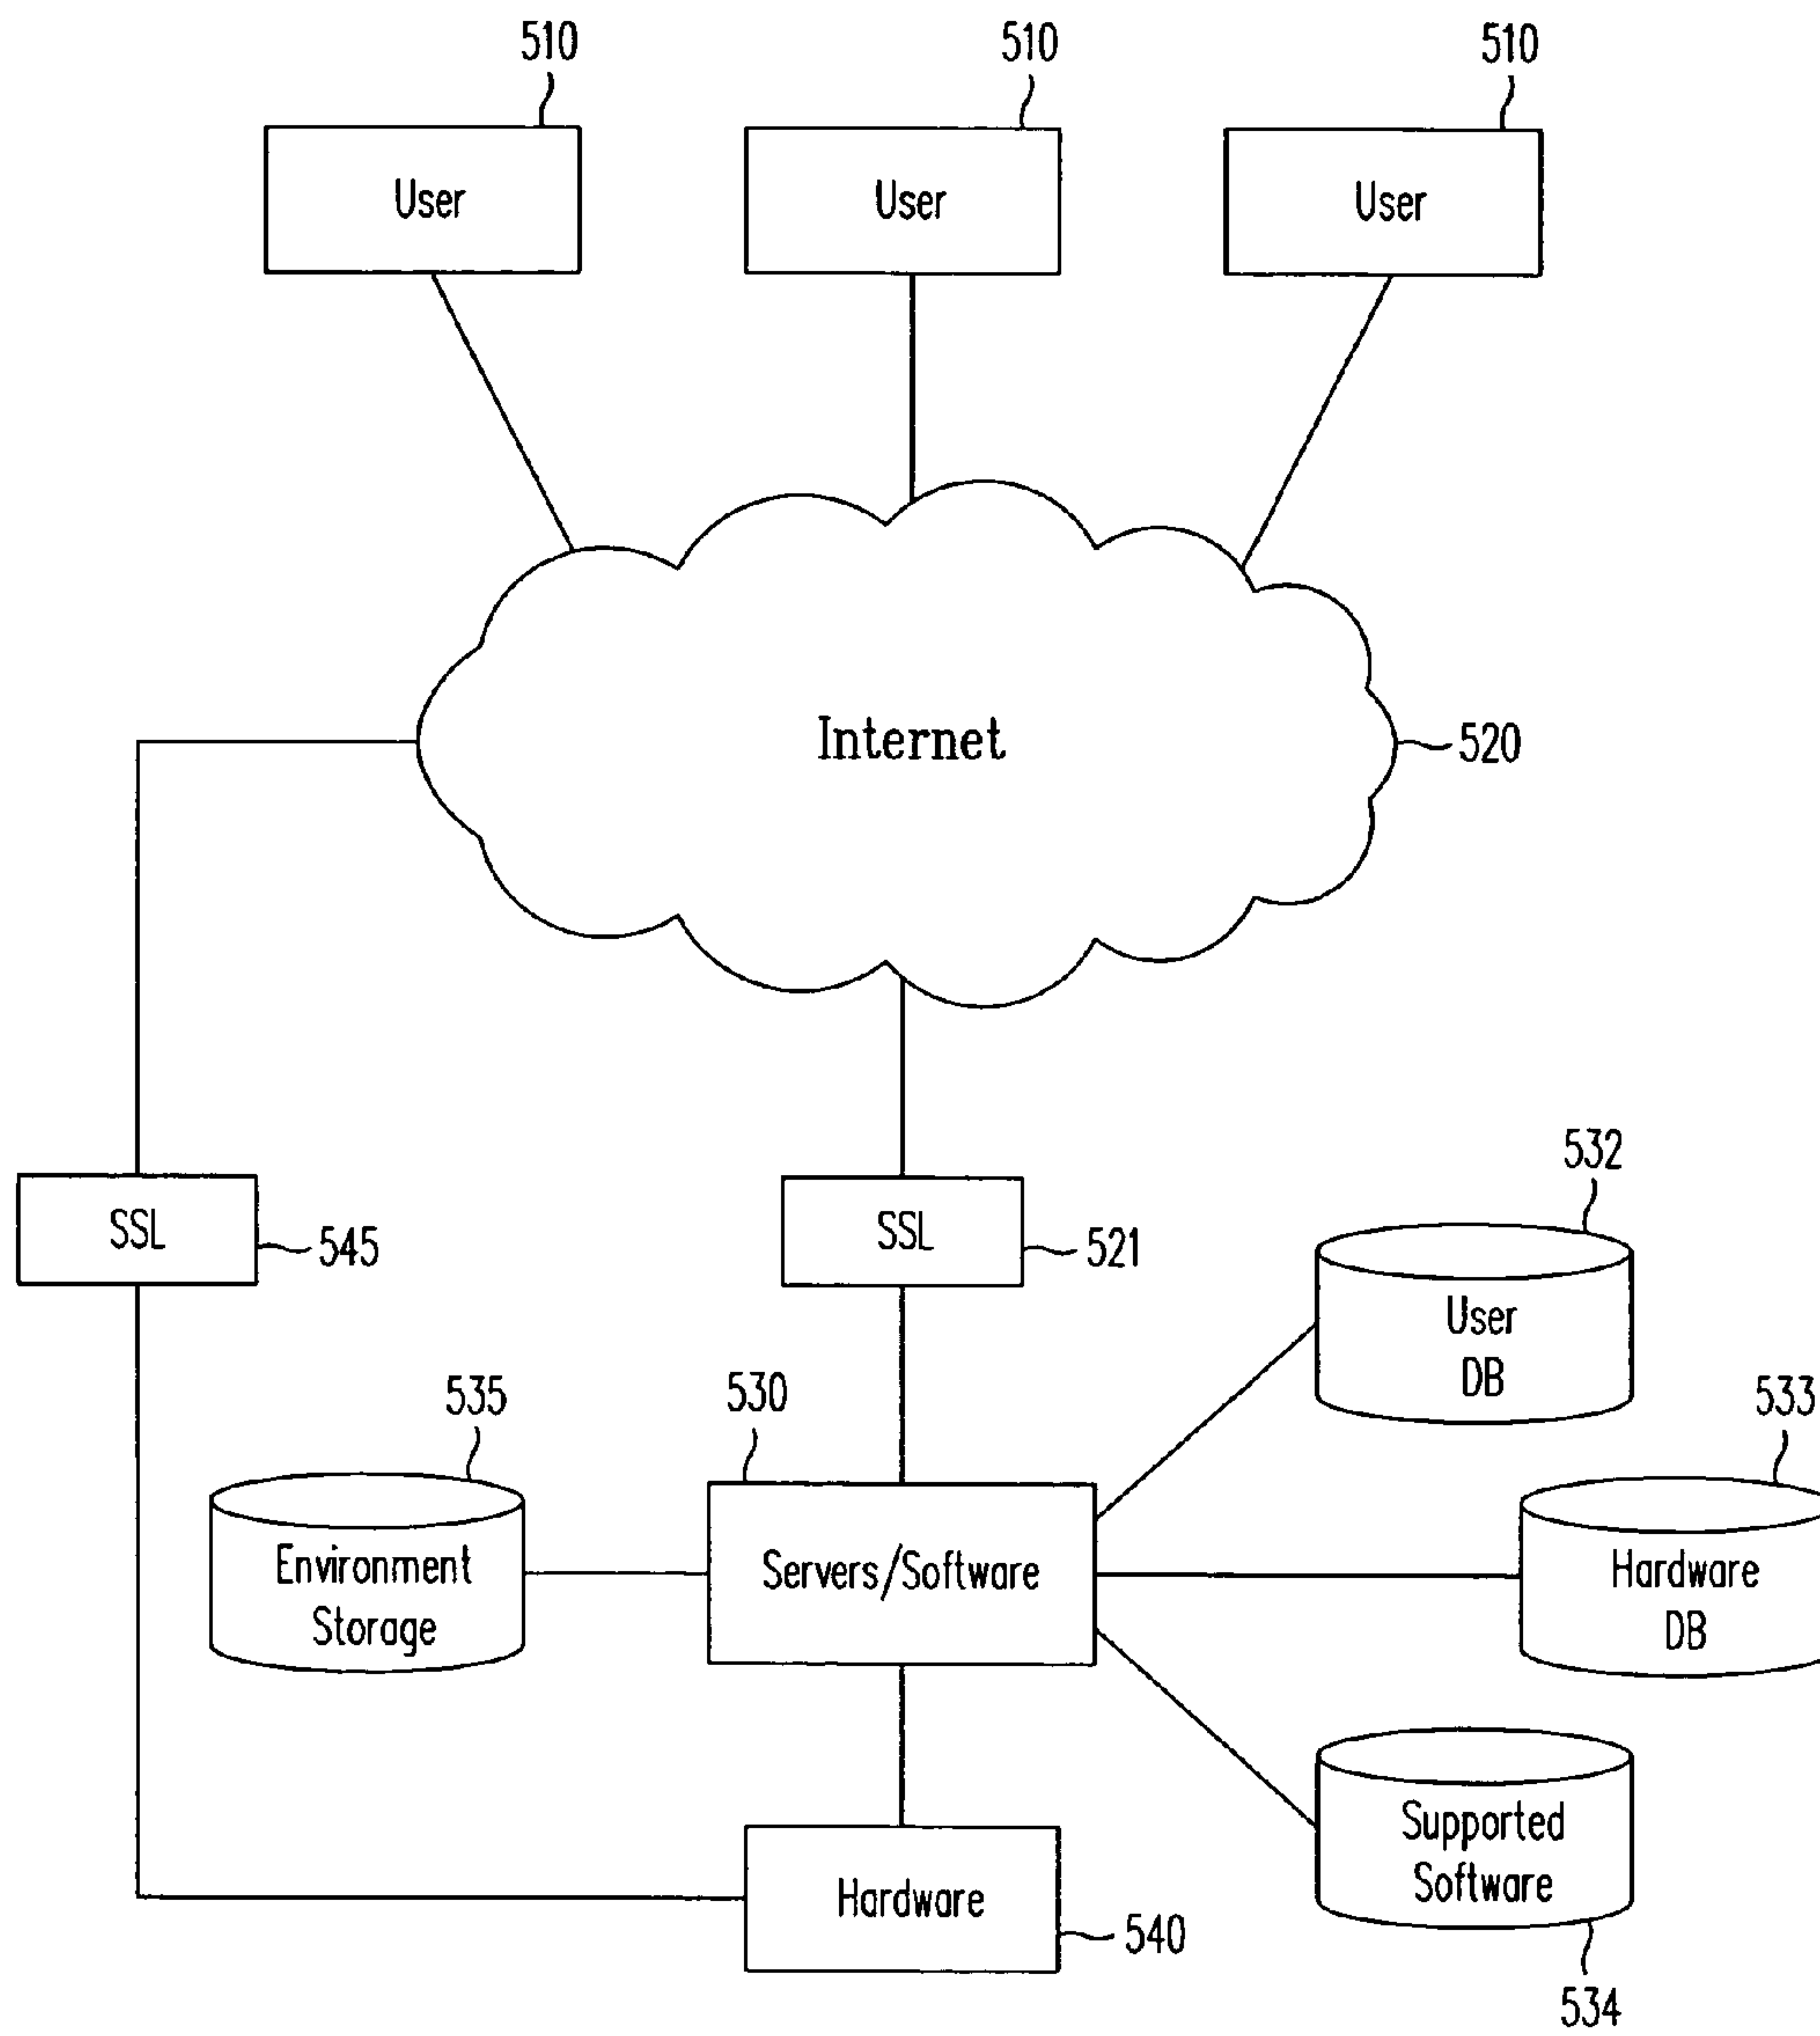 510
510
510
User
User
User
Internet
520
SSL
545
SSL
521
532
User
DB
535
530
533
Environment
Storage
Servers/Software
Hardware
DB
Supported
Software
Hardware
540
534